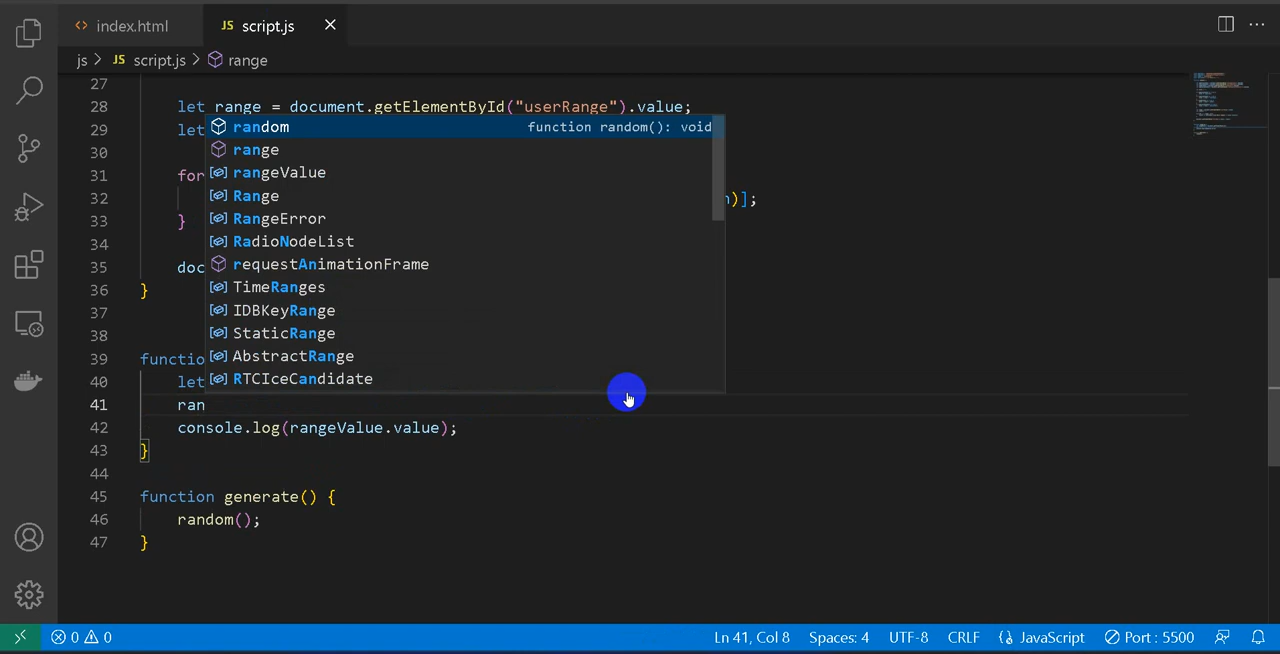 index.html
JS script.js
js > JS script.js > range
27
28 let range = document.getElementById("userRange").value;
29 let
30
31 for
32 )];
33 }
34
35 doc
36 }
37
38
39 functio
40 let
41 ran
42 console.log(rangeValue.value);
43 }
44
45 function generate() {
46 random();
47 }
random function random(): void
range
rangeValue
Range
RangeError
RadioNodeList
requestAnimationFrame
TimeRanges
IDBKeyRange
StaticRange
AbstractRange
RTCIceCandidate
0 0 Ln 41, Col 8 Spaces: 4 UTF-8 CRLF JavaScript Port : 5500